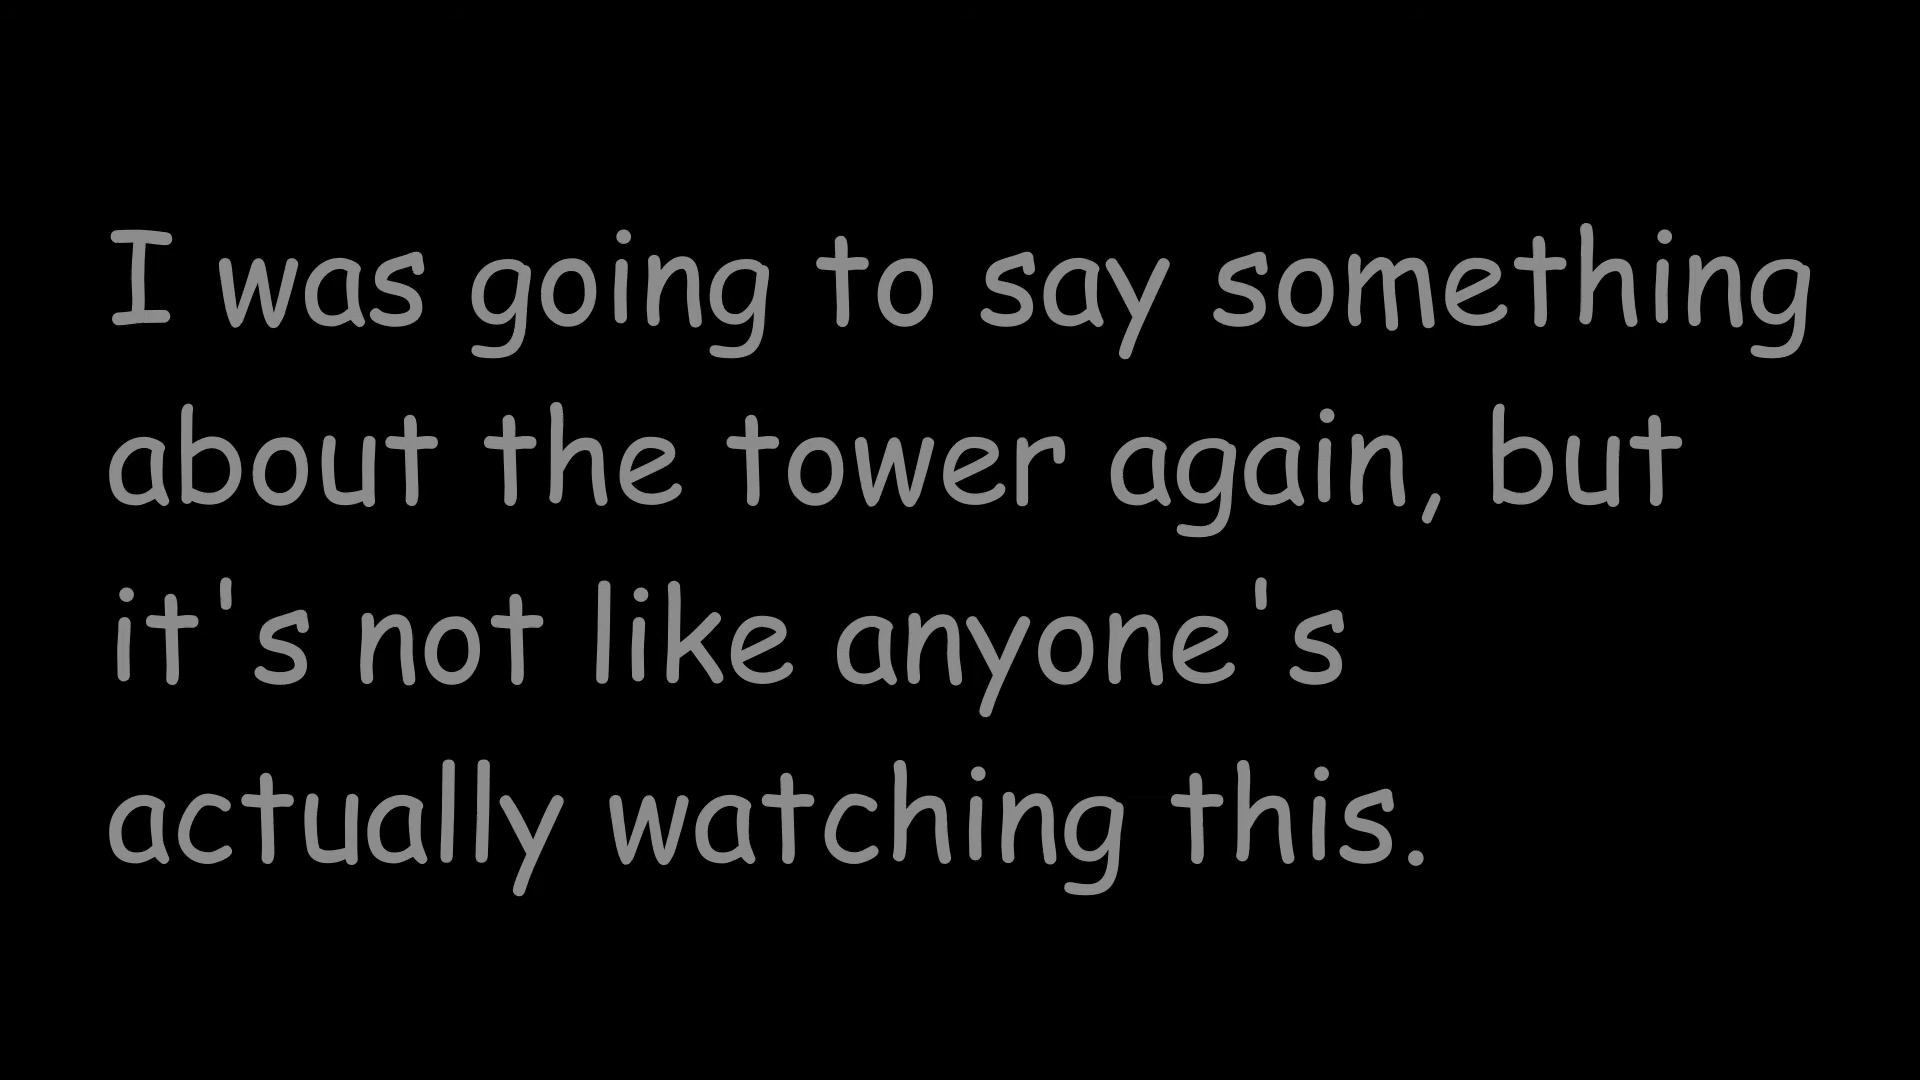 I was going to say something
about the tower again, but
it's not like anyone's
actually watching this.